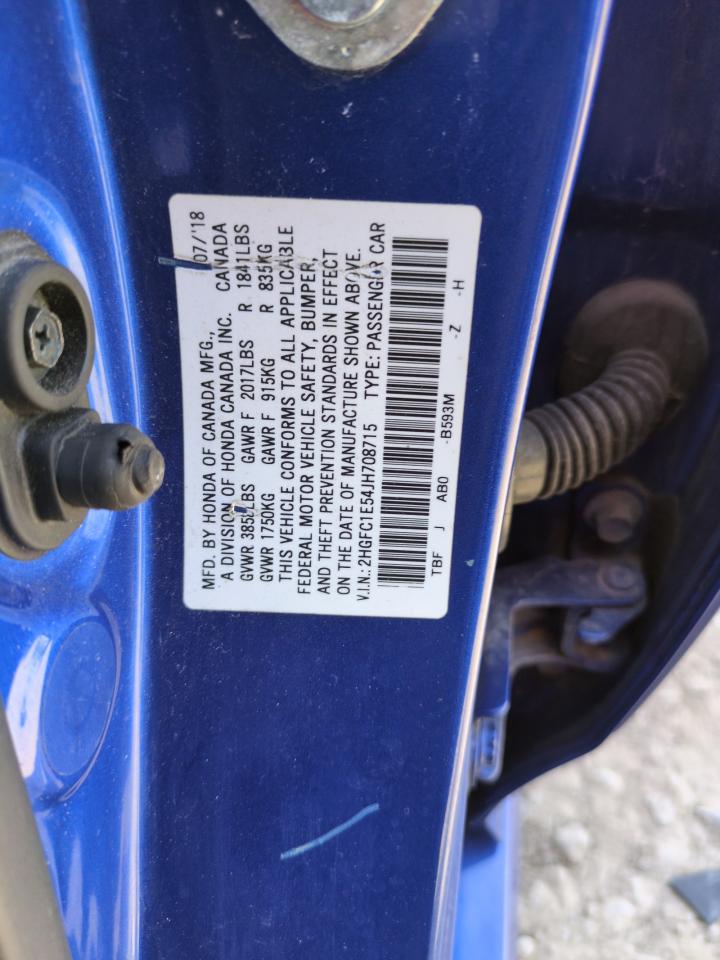 MFD. BY HONDA OF CANADA MFG., 07/'18
A DIVISION OF HONDA CANADA INC. CANADA
GVWR LBS GAWR F 2017LBS R 1841LBS
GVWR 1750KG GAWR F 915KG R 835KG
THIS VEHICLE CONFORMS TO ALL APPLICABLE
FEDERAL MOTOR VEHICLE SAFETY, BUMPER,
AND THEFT PREVENTION STANDARDS IN EFFECT
ON THE DATE OF MANUFACTURE SHOWN ABOVE.
V.I.N.: 2HGFC1E54JH708715 TYPE: PASSENGER CAR
TBF J AB0 -B593M -Z -H